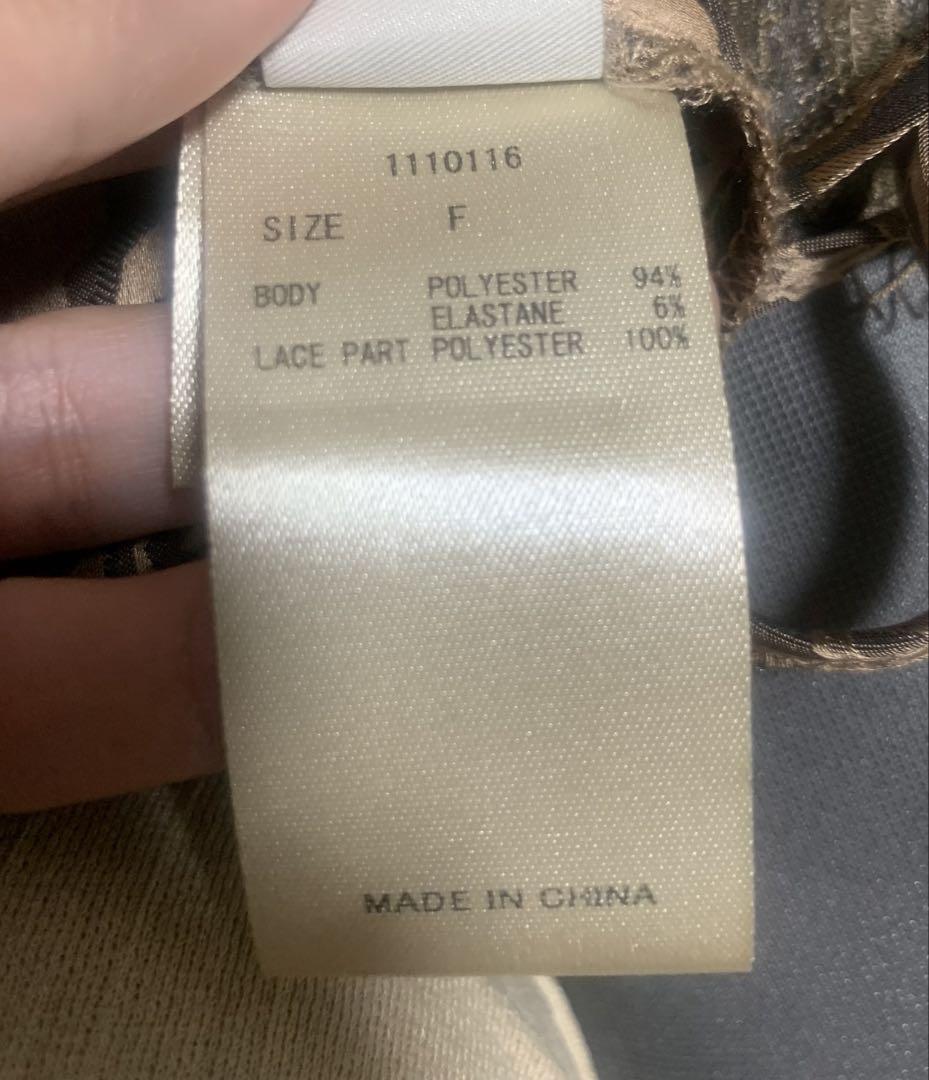 1110116
SIZE F
BODY POLYESTER 94%
ELASTANE 6%
LACE PART POLYESTER 100%
MADE IN CHINA